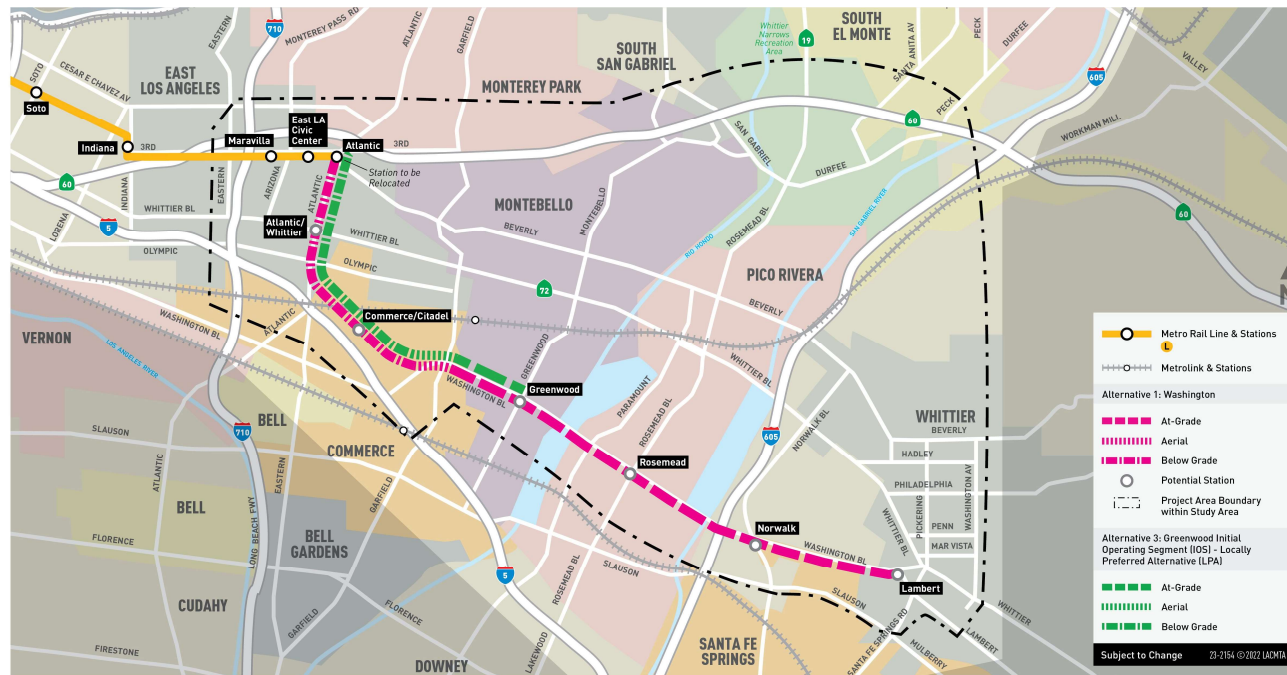 SOTO
CESAR E CHAVEZ AV
Soto
EAST
LOS ANGELES
EASTERN
710
MONTEREY PASS RD
ATLANTIC
GARFIELD
MONTEREY PARK
SOUTH
SAN GABRIEL
Whittier
Narrows
Recreation
Area
19
SOUTH
EL MONTE
SANTA ANITA AV
PECK
DURFEE
605
VALLEY
PECK
60
WORKMAN MILL
Indiana
3RD
Maravilla
East LA
Civic
Center
Atlantic
3RD
Station to be
Relocated
SAN GABRIEL
DURFEE
60
INDIANA
EASTERN
ARIZONA
ATLANTIC
WHITTIER BL
LORENA
5
OLYMPIC
Atlantic/
Whittier
WHITTIER BL
OLYMPIC
MONTEBELLO
BEVERLY
MONTEBELLO
RIO HONDO
ROSEMEAD BL
SAN GABRIEL RIVER
60
PICO RIVERA
72
BEVERLY
VERNON
WASHINGTON BL
LOS ANGELES RIVER
ATLANTIC
Commerce/Citadel
GREENWOOD
Greenwood
WASHINGTON BL
WHITTIER BL
PARAMOUNT
ROSEMEAD BL
605
NORWALK BL
WHITTIER
BEVERLY
HADLEY
PHILADELPHIA
PICKERING
WASHINGTON AV
PENN
MAR VISTA
WHITTIER BL
BELL
710
SLAUSON
COMMERCE
ATLANTIC
EASTERN
GARFIELD
BELL
LONG BEACH FWY
BELL
GARDENS
FLORENCE
CUDAHY
GARFIELD
FLORENCE
FIRESTONE
DOWNEY
5
LAKEWOOD
ROSEMEAD BL
SLAUSON
Rosemead
Norwalk
WASHINGTON BL
Lambert
SLAUSON
SANTA FE SPRINGS RD
MULBERRY
LAMBERT
WHITTIER
SANTA FE
SPRINGS
Metro Rail Line & Stations
L
Metrolink & Stations
Alternative 1: Washington
At-Grade
Aerial
Below Grade
Potential Station
Project Area Boundary
within Study Area
Alternative 3: Greenwood Initial
Operating Segment (IOS) - Locally
Preferred Alternative (LPA)
At-Grade
Aerial
Below Grade
Subject to Change 23-2154 ©2022 LACMTA